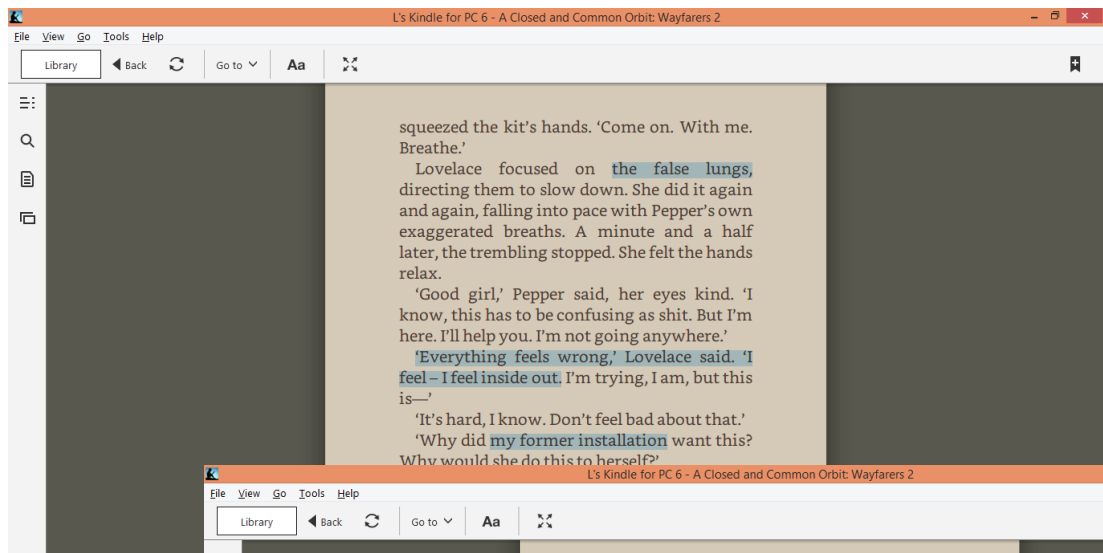 L's Kindle for PC 6 - A Closed and Common Orbit: Wayfarers 2
File View Go Tools Help
Library Back Go to Aa
squeezed the kit's hands. ‘Come on. With me.
Breathe.’
Lovelace focused on the false lungs,
directing them to slow down. She did it again
and again, falling into pace with Pepper's own
exaggerated breaths. A minute and a half
later, the trembling stopped. She felt the hands
relax.
‘Good girl,’ Pepper said, her eyes kind. ‘I
know, this has to be confusing as shit. But I'm
here. I'll help you. I'm not going anywhere.’
‘Everything feels wrong,’ Lovelace said. ‘I
feel – I feel inside out. I'm trying, I am, but this
is—’
‘It's hard, I know. Don't feel bad about that.’
‘Why did my former installation want this?
Why would she do this to herself?’
L's Kindle for PC 6 - A Closed and Common Orbit: Wayfarers 2
File View Go Tools Help
Library Back Go to Aa